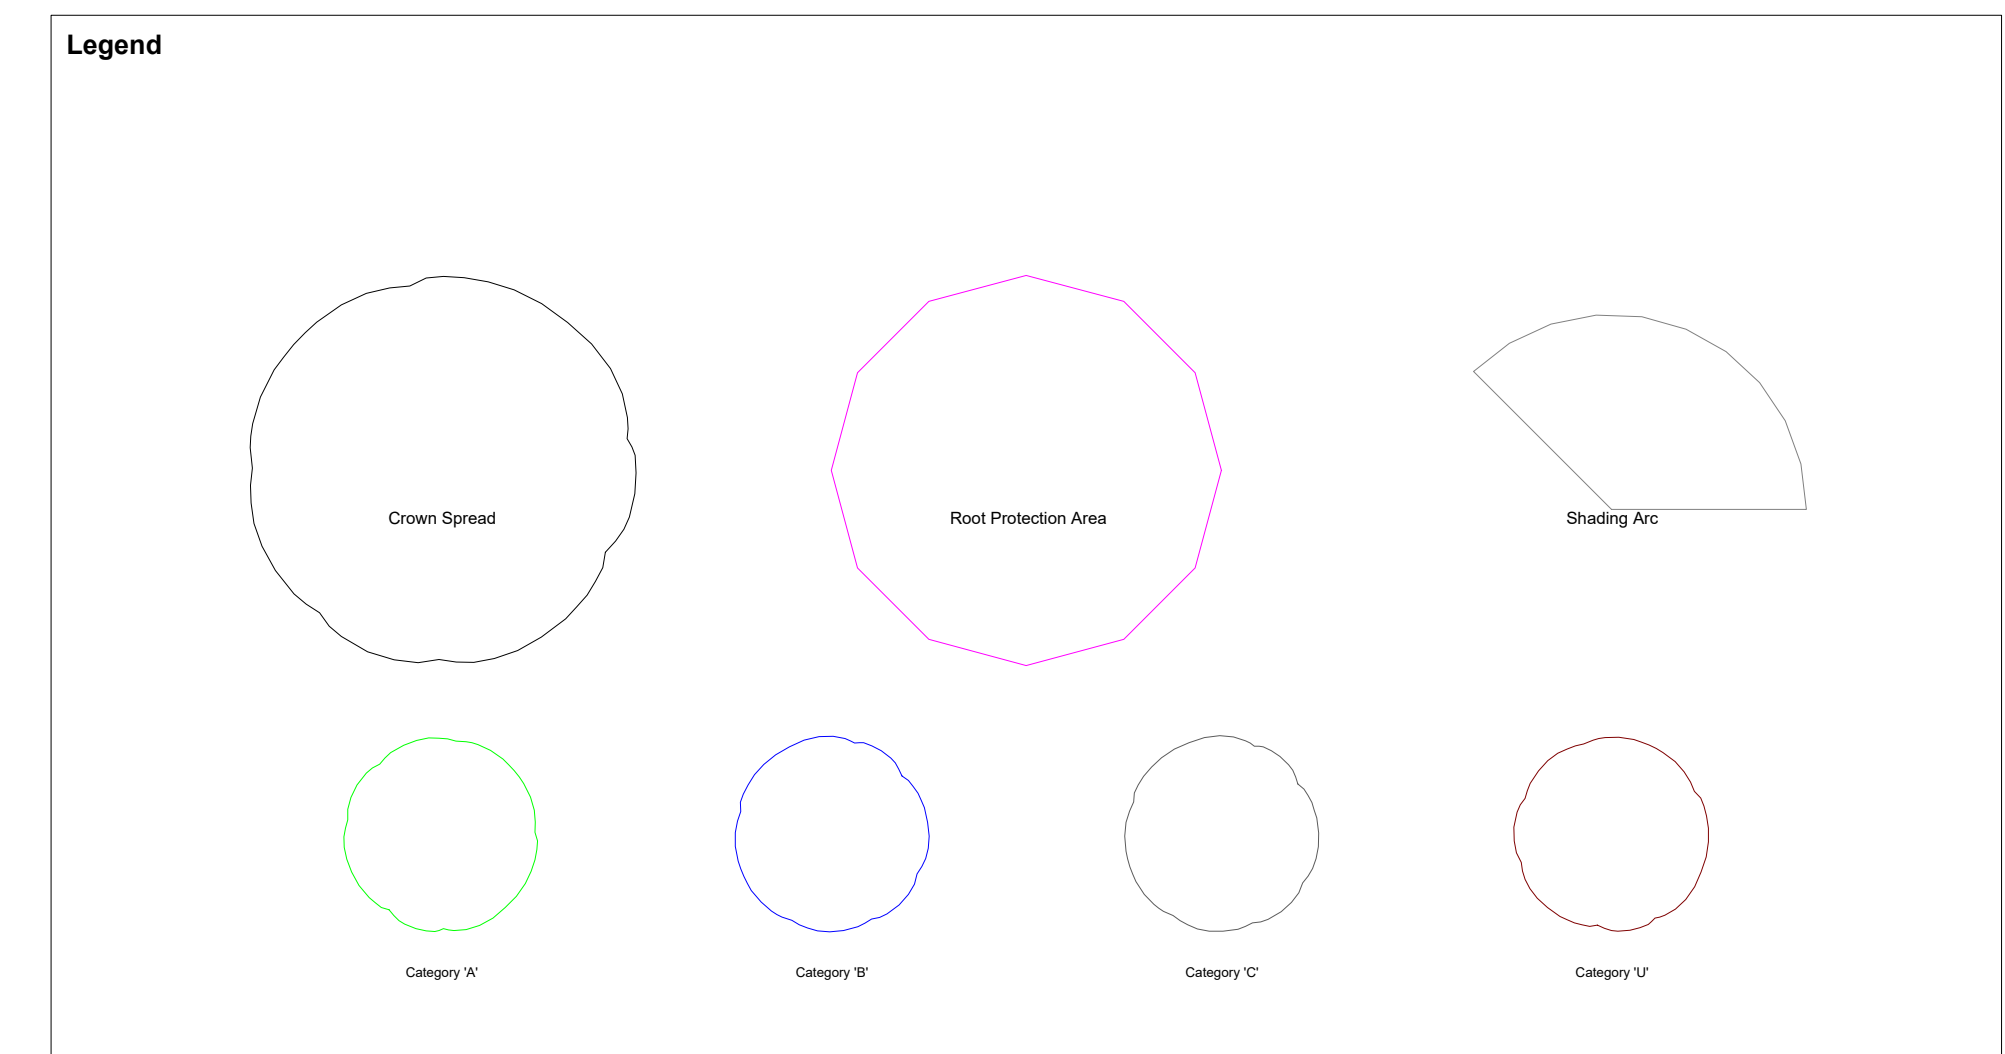 Legend
Crown Spread
Root Protection Area
Shading Arc
Category 'A'
Category 'B'
Category 'C'
Category 'U'